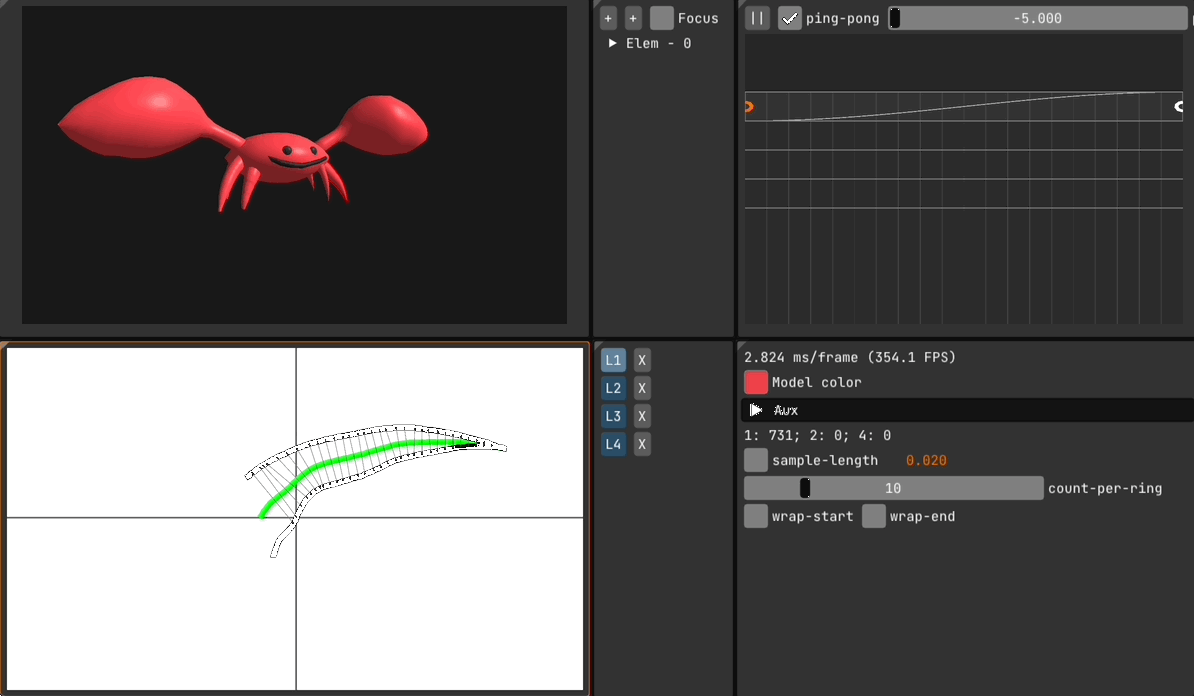 + + Focus
Elem - 0
|| ping-pong -5.000
L1 X
L2 X
L3 X
L4 X
2.824 ms/frame (354.1 FPS)
Model color
Aux
1: 731; 2: 0; 4: 0
sample-length 0.020
10 count-per-ring
wrap-start wrap-end